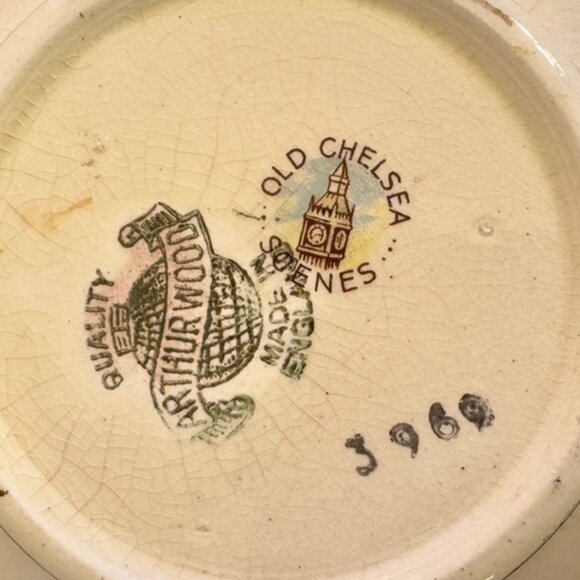 OLD CHELSEA
SCENES
QUALITY
ARTHUR WOOD
MADE IN
ENGLAND
3969